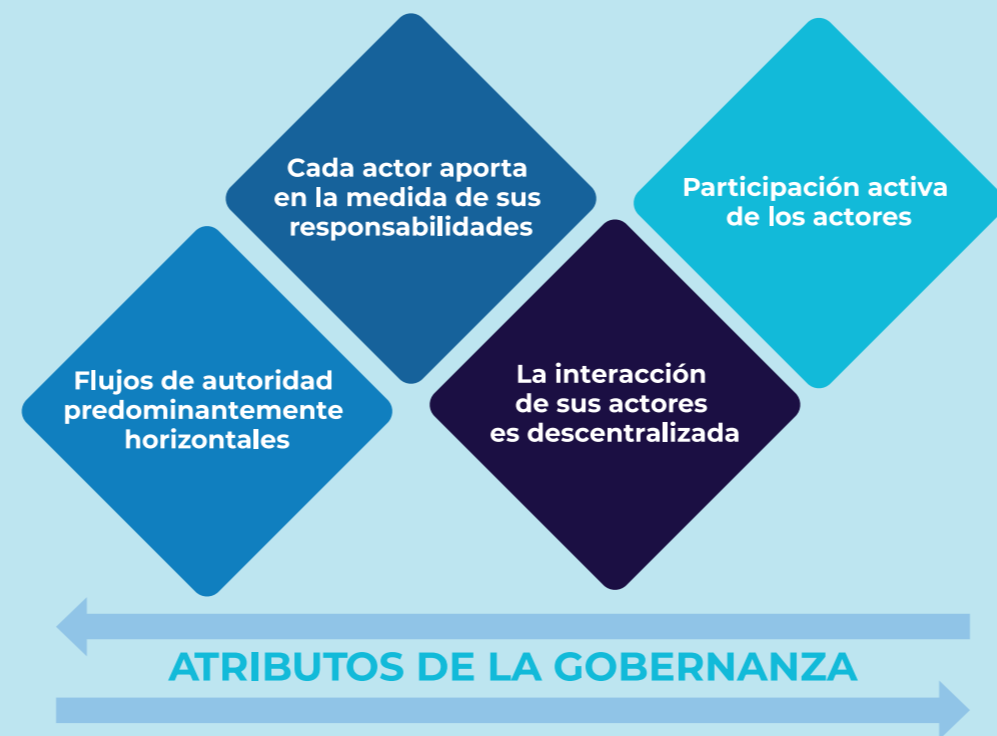 Cada actor aporta
en la medida de sus
responsabilidades
Participación activa
de los actores
Flujos de autoridad
predominantemente
horizontales
La interacción
de sus actores
es descentralizada
ATRIBUTOS DE LA GOBERNANZA